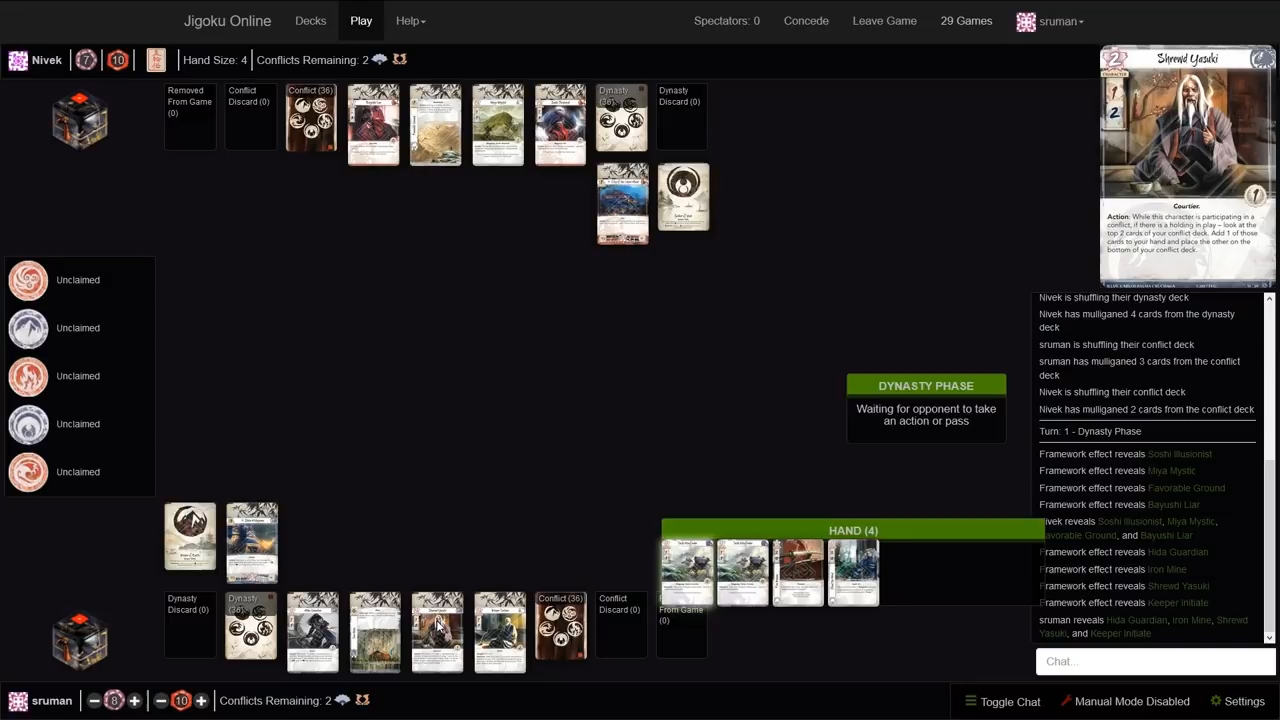 Jigoku Online
Decks
Play
Help
Spectators: 0
Concede
Leave Game
29 Games
sruman
Nivek
7
10
Hand Size: 4
Conflicts Remaining: 2
Removed
From Game
(0)
Conflict
Discard (0)
Conflict (36)
Dynasty
(36)
Dynasty
Discard (0)
Shrewd Yasuki
2
CHARACTER
1
2
1
Courtier.
Action: While this character is participating in a
conflict, if there is a holding in play – look at the
top 2 cards of your conflict deck. Add 1 of those
cards to your hand and place the other on the
bottom of your conflict deck.
Unclaimed
Unclaimed
Unclaimed
Unclaimed
Unclaimed
DYNASTY PHASE
Waiting for opponent to take
an action or pass
Nivek is shuffling their dynasty deck
Nivek has mulliganed 4 cards from the dynasty
deck
sruman is shuffling their conflict deck
sruman has mulliganed 3 cards from the conflict
deck
Nivek is shuffling their conflict deck
Nivek has mulliganed 2 cards from the conflict deck
Turn: 1 - Dynasty Phase
Framework effect reveals Soshi Illusionist
Framework effect reveals Miya Mystic
Framework effect reveals Favorable Ground
Framework effect reveals Bayushi Liar
ivek reveals Soshi Illusionist, Miya Mystic,
avorable Ground, and Bayushi Liar
Framework effect reveals Hida Guardian
Framework effect reveals Iron Mine
Framework effect reveals Shrewd Yasuki
Framework effect reveals Keeper Initiate
sruman reveals Hida Guardian, Iron Mine, Shrewd
Yasuki, and Keeper Initiate
HAND (4)
Dynasty
Discard (0)
Dynasty
(36)
Conflict (36)
Conflict
Discard (0)
From Game
(0)
Chat...
sruman
8
10
Conflicts Remaining: 2
Toggle Chat
Manual Mode Disabled
Settings